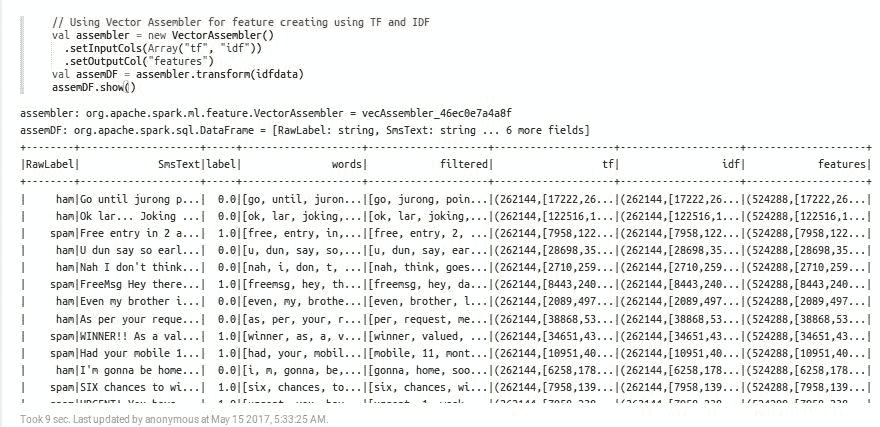 // Using Vector Assembler for feature creating using TF and IDF
val assembler = new VectorAssembler()
.setInputCols(Array("tf", "idf"))
.setOutputCol("features")
val assemDF = assembler.transform(idfdata)
assemDF.show()
assembler: org.apache.spark.ml.feature.VectorAssembler = vecAssembler_46ec0e7a4a8f
assemDF: org.apache.spark.sql.DataFrame = [RawLabel: string, SmsText: string ... 6 more fields]
+--------+--------------------+-----+--------------------+--------------------+--------------------+--------------------+--------------------+
|RawLabel| SmsText|label| words| filtered| tf| idf| features|
+--------+--------------------+-----+--------------------+--------------------+--------------------+--------------------+--------------------+
| ham|Go until jurong p...| 0.0|[go, until, juron...|[go, jurong, poin...|(262144,[17222,26...|(262144,[17222,26...|(524288,[17222,26...|
| ham|Ok lar... Joking ...| 0.0|[ok, lar, joking,...|[ok, lar, joking,...|(262144,[122516,1...|(262144,[122516,1...|(524288,[122516,1...|
| spam|Free entry in 2 a...| 1.0|[free, entry, in,...|[free, entry, 2, ...|(262144,[7958,122...|(262144,[7958,122...|(524288,[7958,122...|
| ham|U dun say so earl...| 0.0|[u, dun, say, so,...|[u, dun, say, ear...|(262144,[28698,35...|(262144,[28698,35...|(524288,[28698,35...|
| ham|Nah I don't think...| 0.0|[nah, i, don, t, ...|[nah, think, goes...|(262144,[2710,259...|(262144,[2710,259...|(524288,[2710,259...|
| spam|FreeMsg Hey there...| 1.0|[freemsg, hey, th...|[freemsg, hey, da...|(262144,[8443,240...|(262144,[8443,240...|(524288,[8443,240...|
| ham|Even my brother i...| 0.0|[even, my, brothe...|[even, brother, l...|(262144,[2089,497...|(262144,[2089,497...|(524288,[2089,497...|
| ham|As per your reque...| 0.0|[as, per, your, r...|[per, request, me...|(262144,[38868,53...|(262144,[38868,53...|(524288,[38868,53...|
| spam|WINNER!! As a val...| 1.0|[winner, as, a, v...|[winner, valued, ...|(262144,[34651,43...|(262144,[34651,43...|(524288,[34651,43...|
| spam|Had your mobile 1...| 1.0|[had, your, mobil...|[mobile, 11, mont...|(262144,[10951,40...|(262144,[10951,40...|(524288,[10951,40...|
| ham|I'm gonna be home...| 0.0|[i, m, gonna, be,...|[gonna, home, soo...|(262144,[6258,178...|(262144,[6258,178...|(524288,[6258,178...|
| spam|SIX chances to wi...| 1.0|[six, chances, to...|[six, chances, wi...|(262144,[7958,139...|(262144,[7958,139...|(524288,[7958,139...|
Took 9 sec. Last updated by anonymous at May 15 2017, 5:33:25 AM.